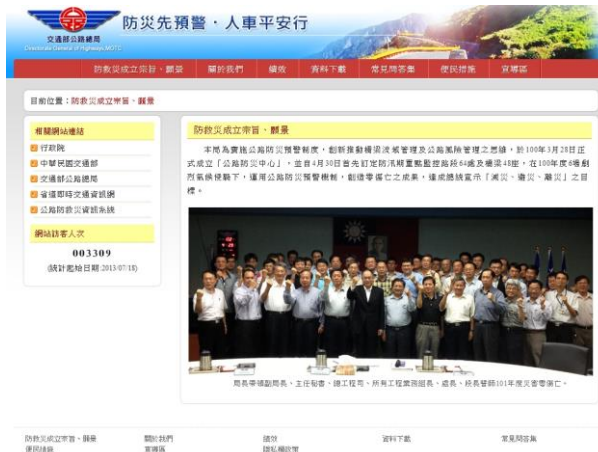 防災先預警・人車平安行
交通部公路總局
Directorate General of Highways, MOTC
防救災成立宗旨・願景 關於我們 績效 資料下載 常見問答集 便民措施 宣導區
目前位置：防救災成立宗旨・願景
相關網站連結
行政院
中華民國交通部
交通部公路總局
省道即時交通資訊網
公路防救災資訊系統
網站訪客人次
003309
(統計起始日期:2013/07/18)
防救災成立宗旨・願景
本局為實施公路防災預警制度，創新推動橋梁流域管理及公路風險管理之思維，於100年3月28日正
式成立「公路防災中心」，並自4月30日首先訂定防汛期重點監控路段64處及橋梁48座，在100年度6場劇
烈氣候侵襲下，運用公路防災預警機制，創造零傷亡之成果，達成總統宣示「減災、避災、離災」之目
標。
局長帶領副局長、主任秘書、總工程司、所有工程業務組長、處長、段長誓師101年度災害零傷亡。
防救災成立宗旨・願景 關於我們 績效 資料下載 常見問答集
便民措施 宣導區 隱私權政策